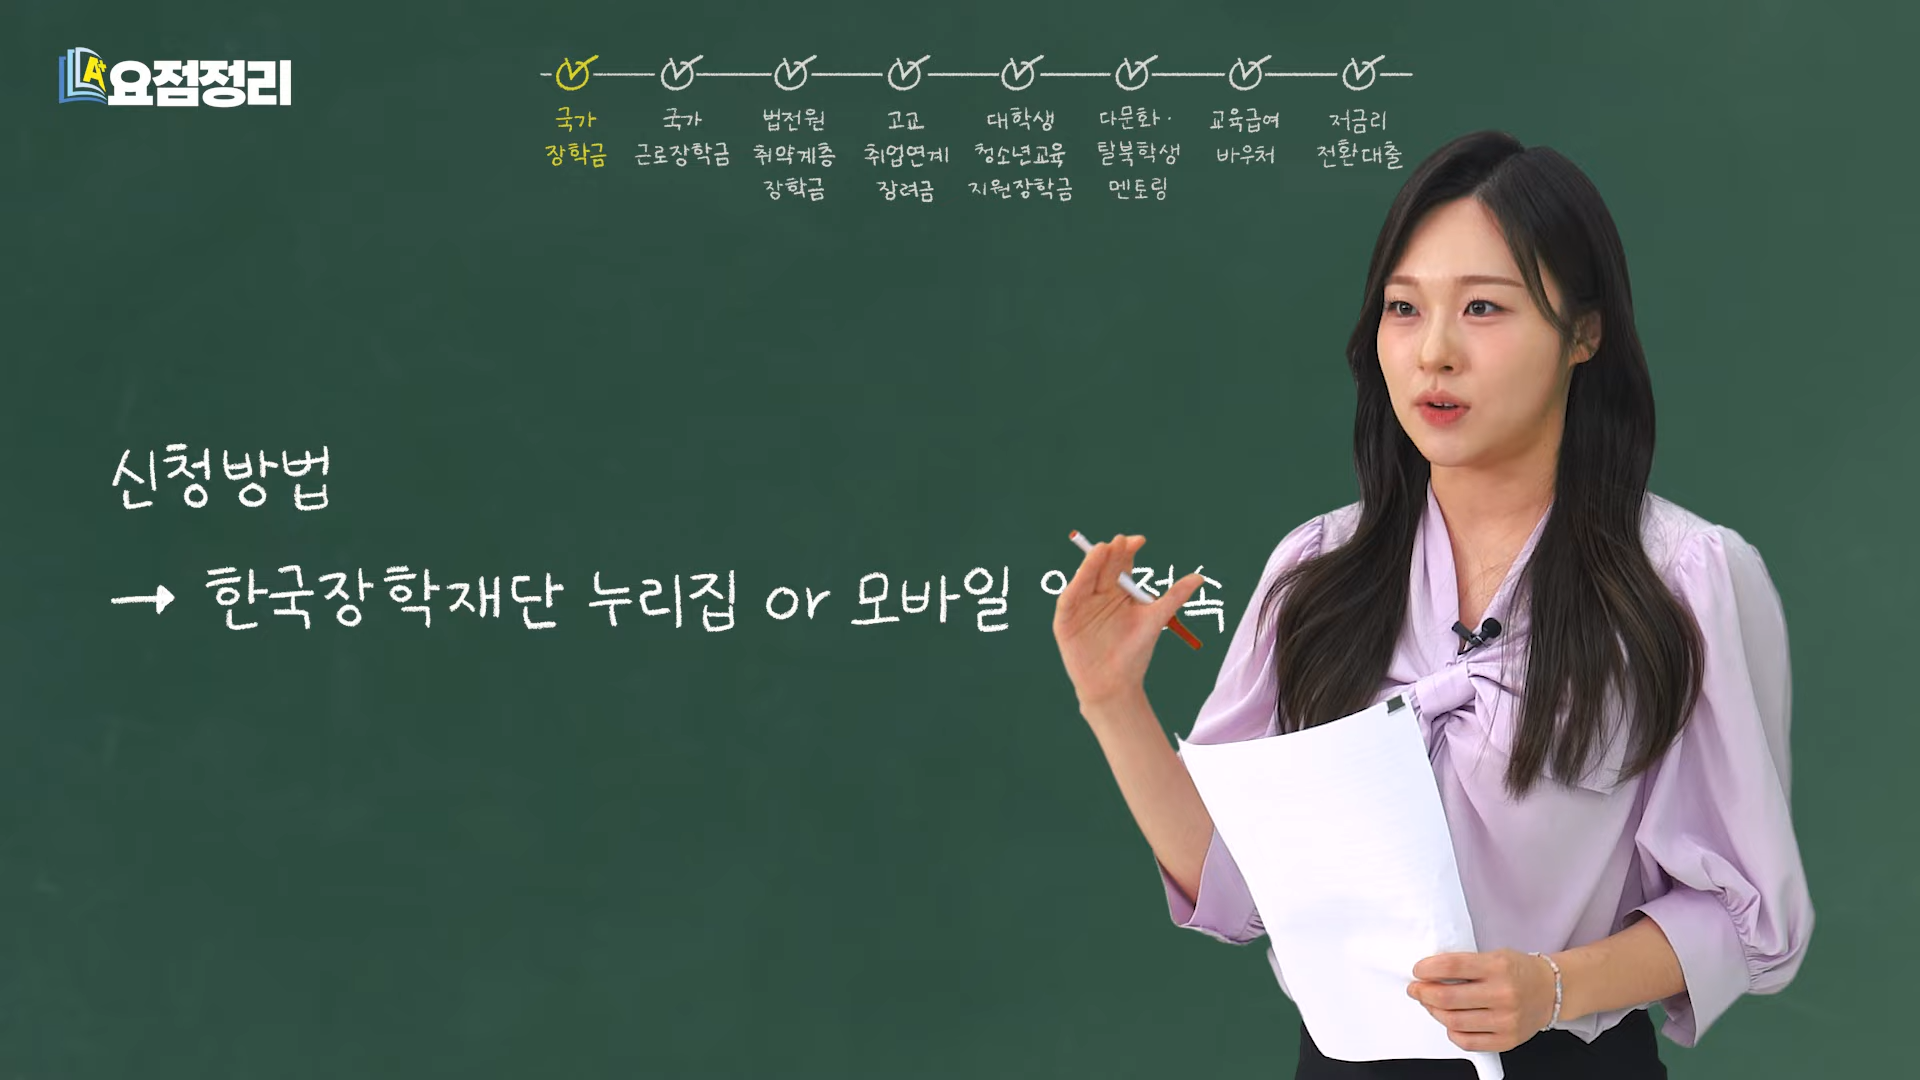 A+
요점정리
국가
장학금
국가
근로장학금
법전원
취약계층
장학금
고교
취업연계
장려금
대학생
청소년교육
지원장학금
다문화·
탈북학생
멘토링
교육급여
바우처
저금리
전환대출
신청방법
→ 한국장학재단 누리집 or 모바일